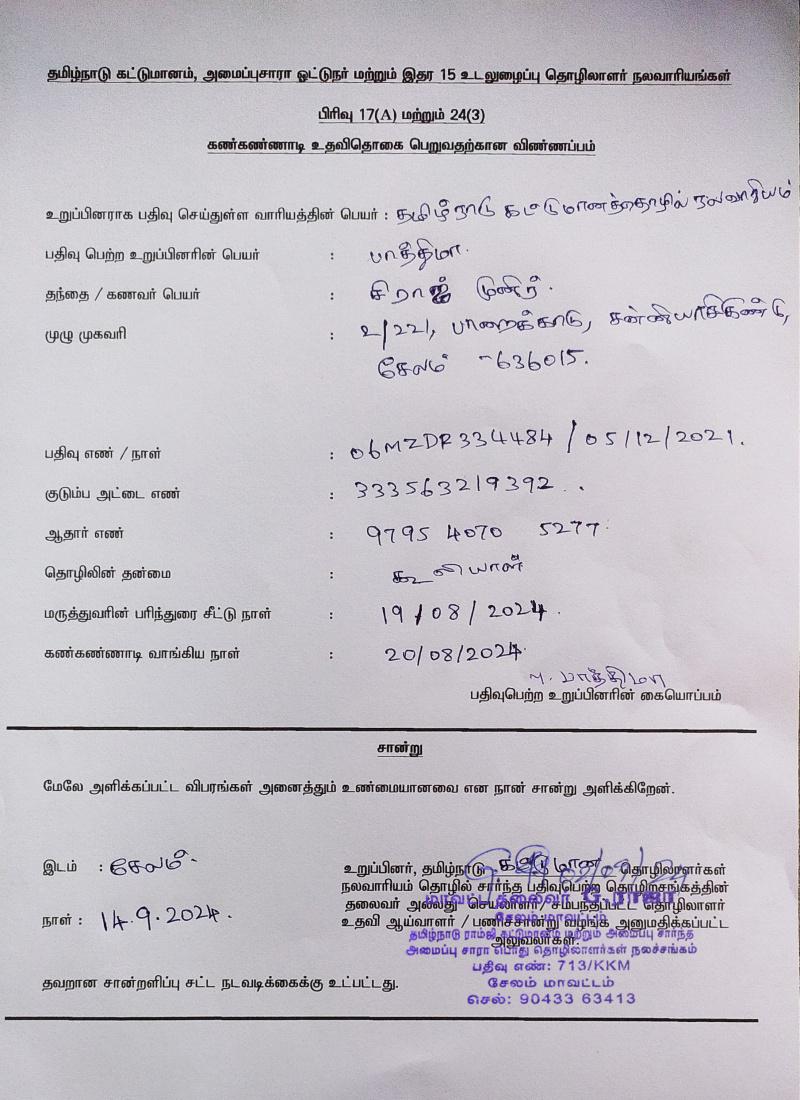 தமிழ்நாடு கட்டுமானம், அமைப்புசாரா ஓட்டுநர் மற்றும் இதர 15 உடலுழைப்பு தொழிலாளர் நலவாரியங்கள்
பிரிவு 17(A) மற்றும் 24(3)
கண்கண்ணாடி உதவிதொகை பெறுவதற்கான விண்ணப்பம்
உறுப்பினராக பதிவு செய்துள்ள வாரியத்தின் பெயர் : தமிழ்நாடு கட்டுமானத்தொழில் நலவாரியம்
பதிவு பெற்ற உறுப்பினரின் பெயர் : பாத்திமா.
தந்தை / கணவர் பெயர் : சிராஜ் முனிர்.
முழு முகவரி : 2/221, பாறைக்காடு, சன்னியாசிகுண்டு,
சேலம் - 636015.
பதிவு எண் / நாள் : 06MZDR334484 / 05/12/2021.
குடும்ப அட்டை எண் : 333563219392 .
ஆதார் எண் : 9795 4070 5277
தொழிலின் தன்மை : கூலியாள்
மருத்துவரின் பரிந்துரை சீட்டு நாள் : 19/08/2024.
கண்கண்ணாடி வாங்கிய நாள் : 20/08/2024.
M. பாத்திமா
பதிவுபெற்ற உறுப்பினரின் கையொப்பம்
சான்று
மேலே அளிக்கப்பட்ட விபரங்கள் அனைத்தும் உண்மையானவை என நான் சான்று அளிக்கிறேன்.
இடம் : சேலம்.
நாள் : 14.9.2024.
உறுப்பினர், தமிழ்நாடு கட்டுமான தொழிலாளர்கள்
நலவாரியம் தொழில் சார்ந்த பதிவுபெற்ற தொழிற்சங்கத்தின்
தலைவர் அல்லது செயலாளர் / சம்பந்தபட்ட தொழிலாளர்
உதவி ஆய்வாளர் / பணிச்சான்று வழங்க அனுமதிக்கப்பட்ட
அலுவலர்கள்.
மாவட்ட தலைவர் G. ராஜா
சேலம் மாவட்டம்
தமிழ்நாடு ராம்ஜி கட்டுமானம் மற்றும் அமைப்பு சார்ந்த
அமைப்பு சாரா பொது தொழிலாளர்கள் நலச்சங்கம்
பதிவு எண்: 713/KKM
சேலம் மாவட்டம்
செல்: 90433 63413
தவறான சான்றளிப்பு சட்ட நடவடிக்கைக்கு உட்பட்டது.